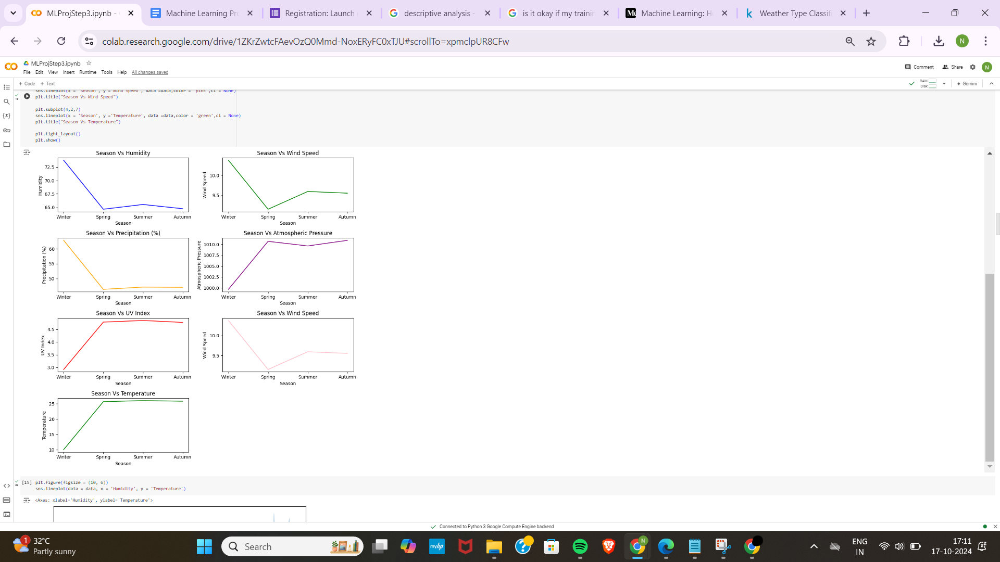 MLProjStep3.ipynb -
Machine Learning Pro
Registration: Launch
descriptive analysis -
is it okay if my trainin
Machine Learning: Ho
Weather Type Classifi
colab.research.google.com/drive/1ZKrZwtcFAevOzQ0Mmd-NoxERyFC0xTJU#scrollTo=xpmclpUR8CFw
N
MLProjStep3.ipynb
File Edit View Insert Runtime Tools Help All changes saved
Comment
Share
N
+ Code + Text
RAM
Disk
Gemini
sns.lineplot(x = 'Season', y ='Wind Speed', data =data,color = 'pink',ci = None)
plt.title("Season Vs Wind Speed")
plt.subplot(4,2,7)
sns.lineplot(x = 'Season', y ='Temperature', data =data,color = 'green',ci = None)
plt.title("Season Vs Temperature")
plt.tight_layout()
plt.show()
Season Vs Humidity
72.5
70.0
67.5
65.0
Humidity
Winter Spring Summer Autumn
Season
Season Vs Wind Speed
10.0
9.5
Wind Speed
Winter Spring Summer Autumn
Season
Season Vs Precipitation (%)
60
55
50
Precipitation (%)
Winter Spring Summer Autumn
Season
Season Vs Atmospheric Pressure
1010.0
1007.5
1005.0
1002.5
1000.0
Atmospheric Pressure
Winter Spring Summer Autumn
Season
Season Vs UV Index
4.5
4.0
3.5
3.0
UV Index
Winter Spring Summer Autumn
Season
Season Vs Wind Speed
10.0
9.5
Wind Speed
Winter Spring Summer Autumn
Season
Season Vs Temperature
25
20
15
10
Temperature
Winter Spring Summer Autumn
Season
[15] plt.figure(figsize = (10, 6))
sns.lineplot(data = data, x = 'Humidity', y = 'Temperature')
<Axes: xlabel='Humidity', ylabel='Temperature'>
Connected to Python 3 Google Compute Engine backend
1
32°C
Partly sunny
Search
myhp
N
ENG
IN
17:11
17-10-2024